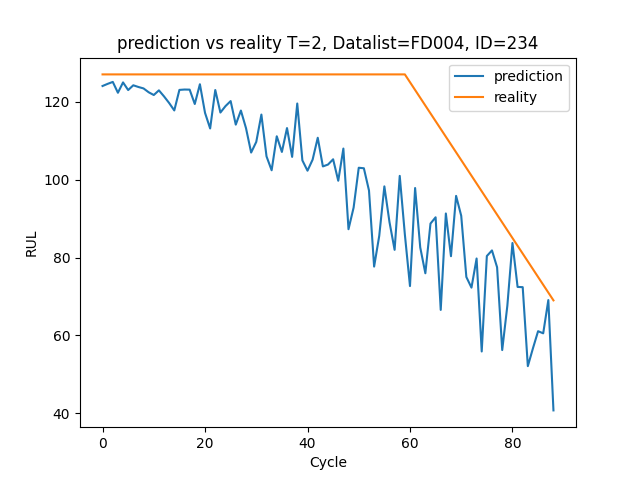 prediction vs reality T=2, Datalist=FD004, ID=234
prediction
reality
RUL
120
100
80
60
40
0 20 40 60 80
Cycle